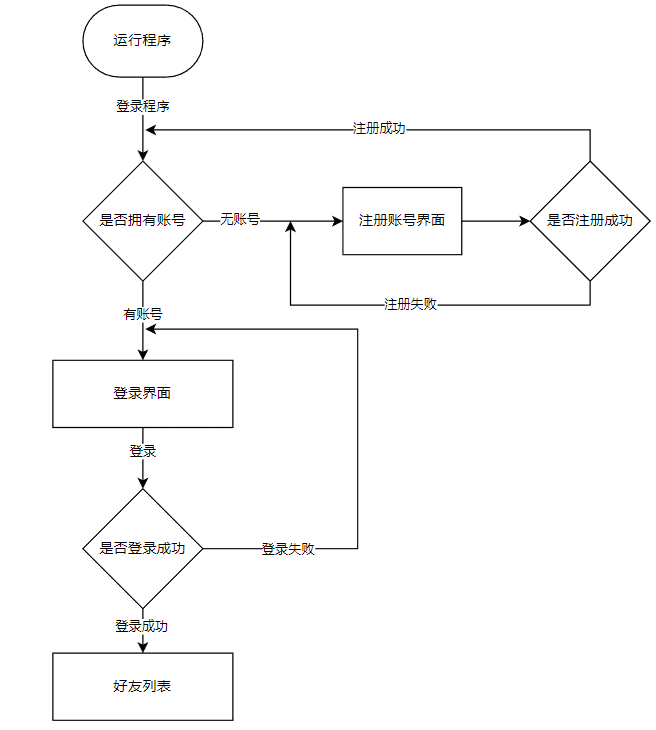 运行程序
登录程序
注册成功
是否拥有账号
无账号
注册账号界面
是否注册成功
注册失败
有账号
登录界面
登录
是否登录成功
登录失败
登录成功
好友列表